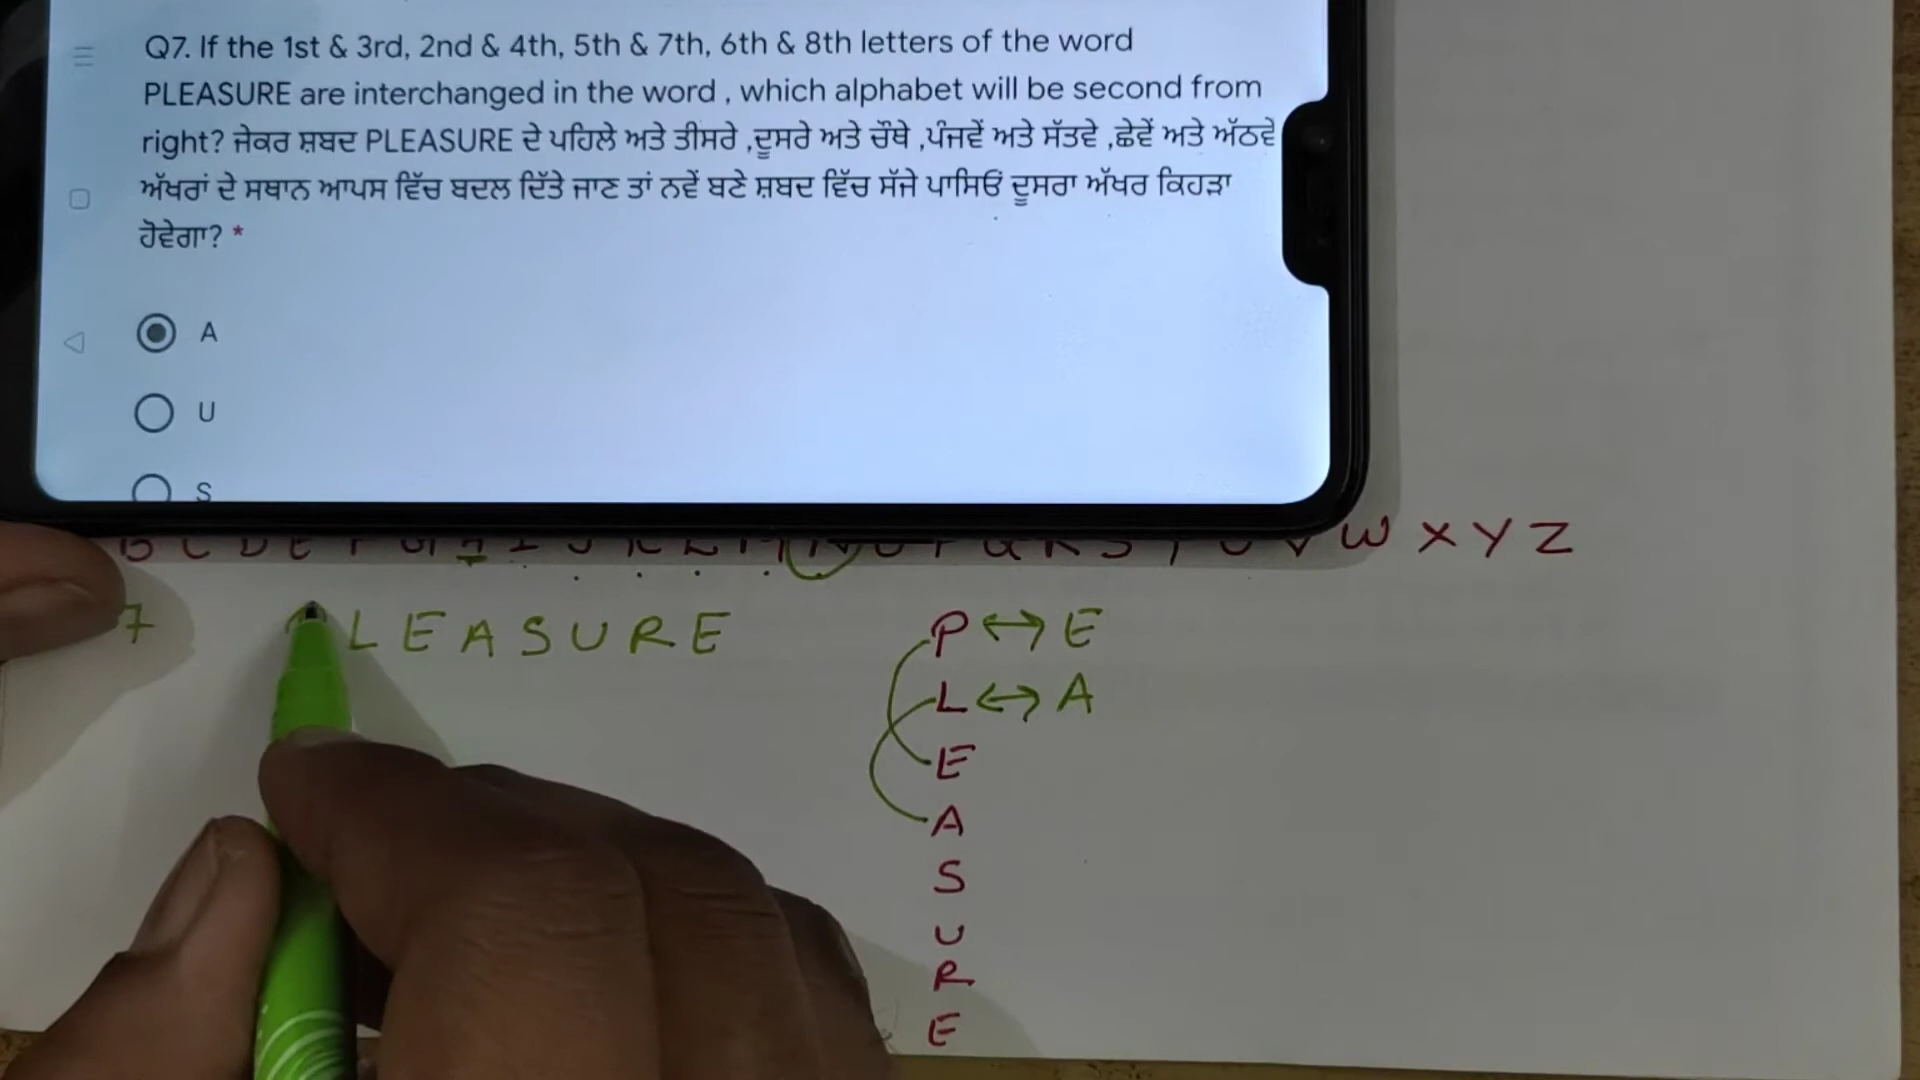 Q7. If the 1st & 3rd, 2nd & 4th, 5th & 7th, 6th & 8th letters of the word
PLEASURE are interchanged in the word , which alphabet will be second from
right? ਜੇਕਰ ਸ਼ਬਦ PLEASURE ਦੇ ਪਹਿਲੇ ਅਤੇ ਤੀਸਰੇ ,ਦੂਸਰੇ ਅਤੇ ਚੌਥੇ ,ਪੰਜਵੇਂ ਅਤੇ ਸੱਤਵੇ ,ਛੇਵੇਂ ਅਤੇ ਅੱਠਵੇ
ਅੱਖਰਾਂ ਦੇ ਸਥਾਨ ਆਪਸ ਵਿੱਚ ਬਦਲ ਦਿੱਤੇ ਜਾਣ ਤਾਂ ਨਵੇਂ ਬਣੇ ਸ਼ਬਦ ਵਿੱਚ ਸੱਜੇ ਪਾਸਿਓਂ ਦੂਸਰਾ ਅੱਖਰ ਕਿਹੜਾ
ਹੋਵੇਗਾ? *
A
U
S
W X Y Z
7 LEASURE
P ↔ E
L ↔ A
E
A
S
U
R
E